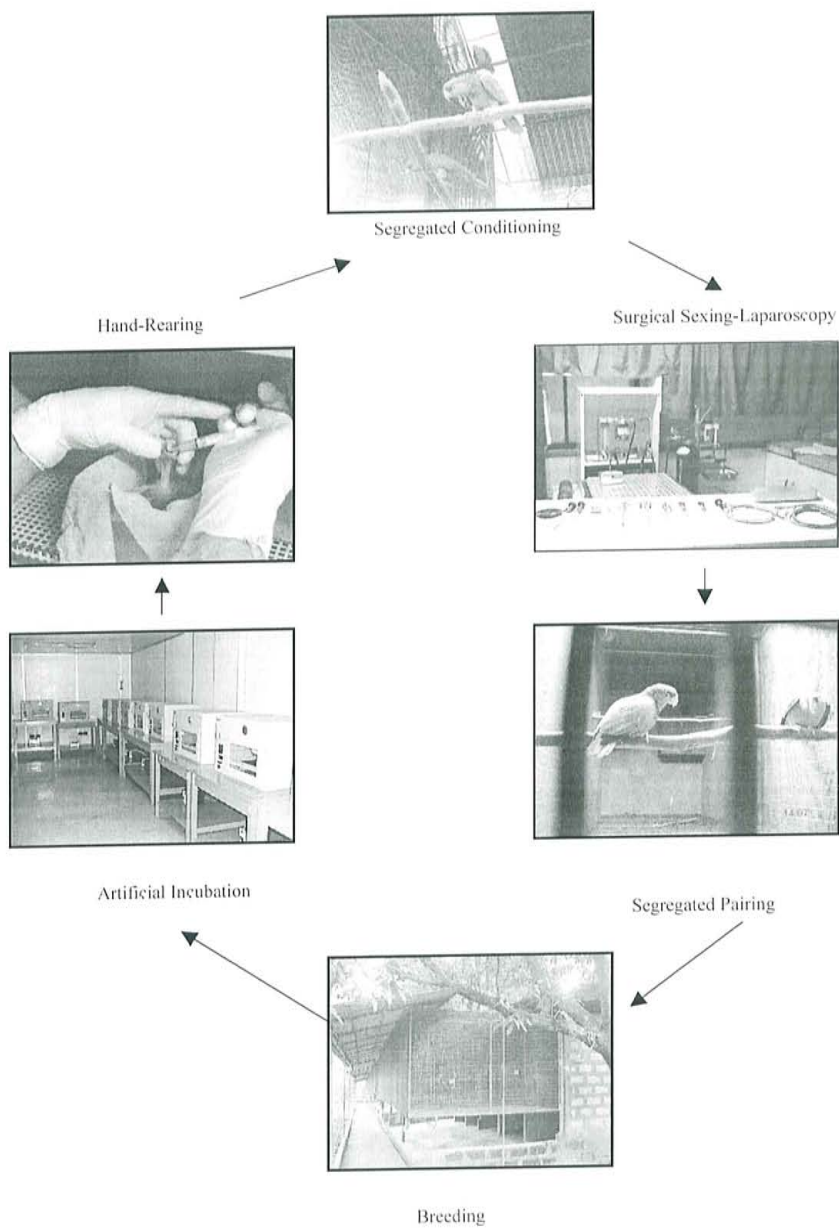 Segregated Conditioning
Hand-Rearing
Surgical Sexing-Laparoscopy
Artificial Incubation
Segregated Pairing
Breeding